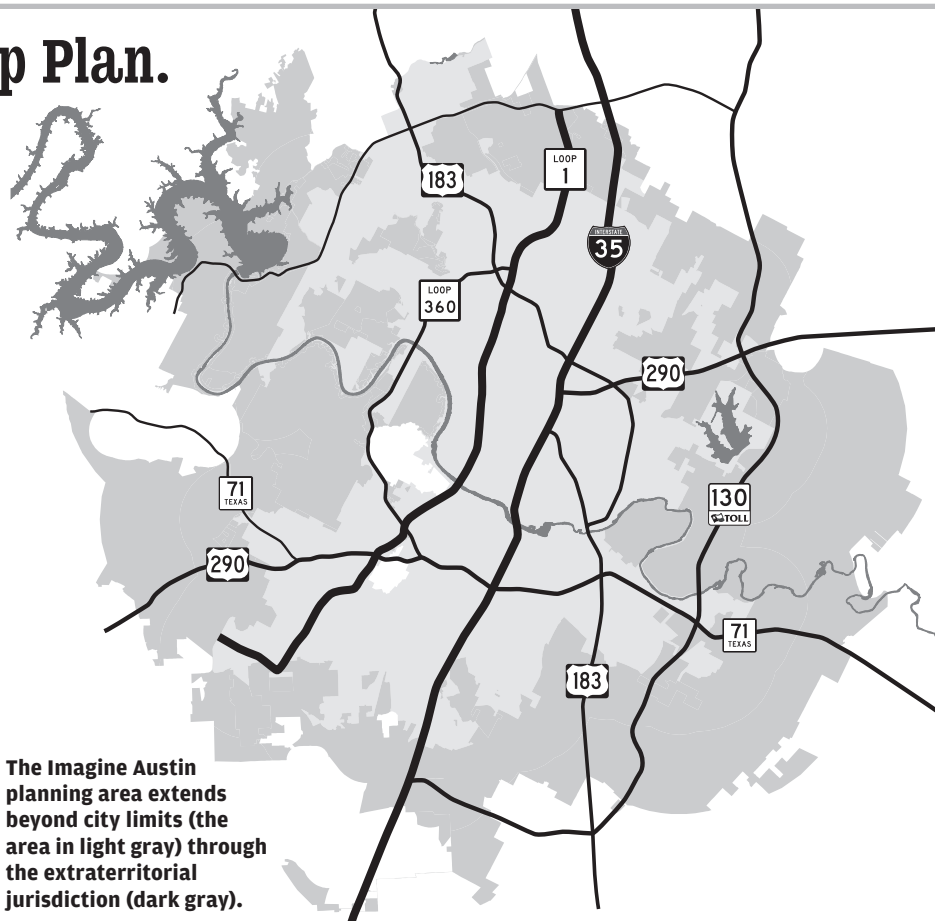 p Plan.
183
LOOP
1
INTERSTATE
35
LOOP
360
290
71
TEXAS
130
TOLL
290
71
TEXAS
183
The Imagine Austin
planning area extends
beyond city limits (the
area in light gray) through
the extraterritorial
jurisdiction (dark gray).